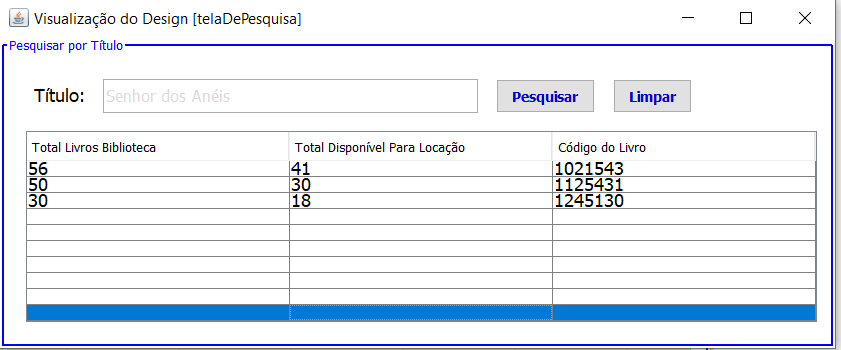 Visualização do Design [telaDePesquisa]
Pesquisar por Título
Título: Senhor dos Anéis Pesquisar Limpar
Total Livros Biblioteca Total Disponível Para Locação Código do Livro
56 41 1021543
50 30 1125431
30 18 1245130